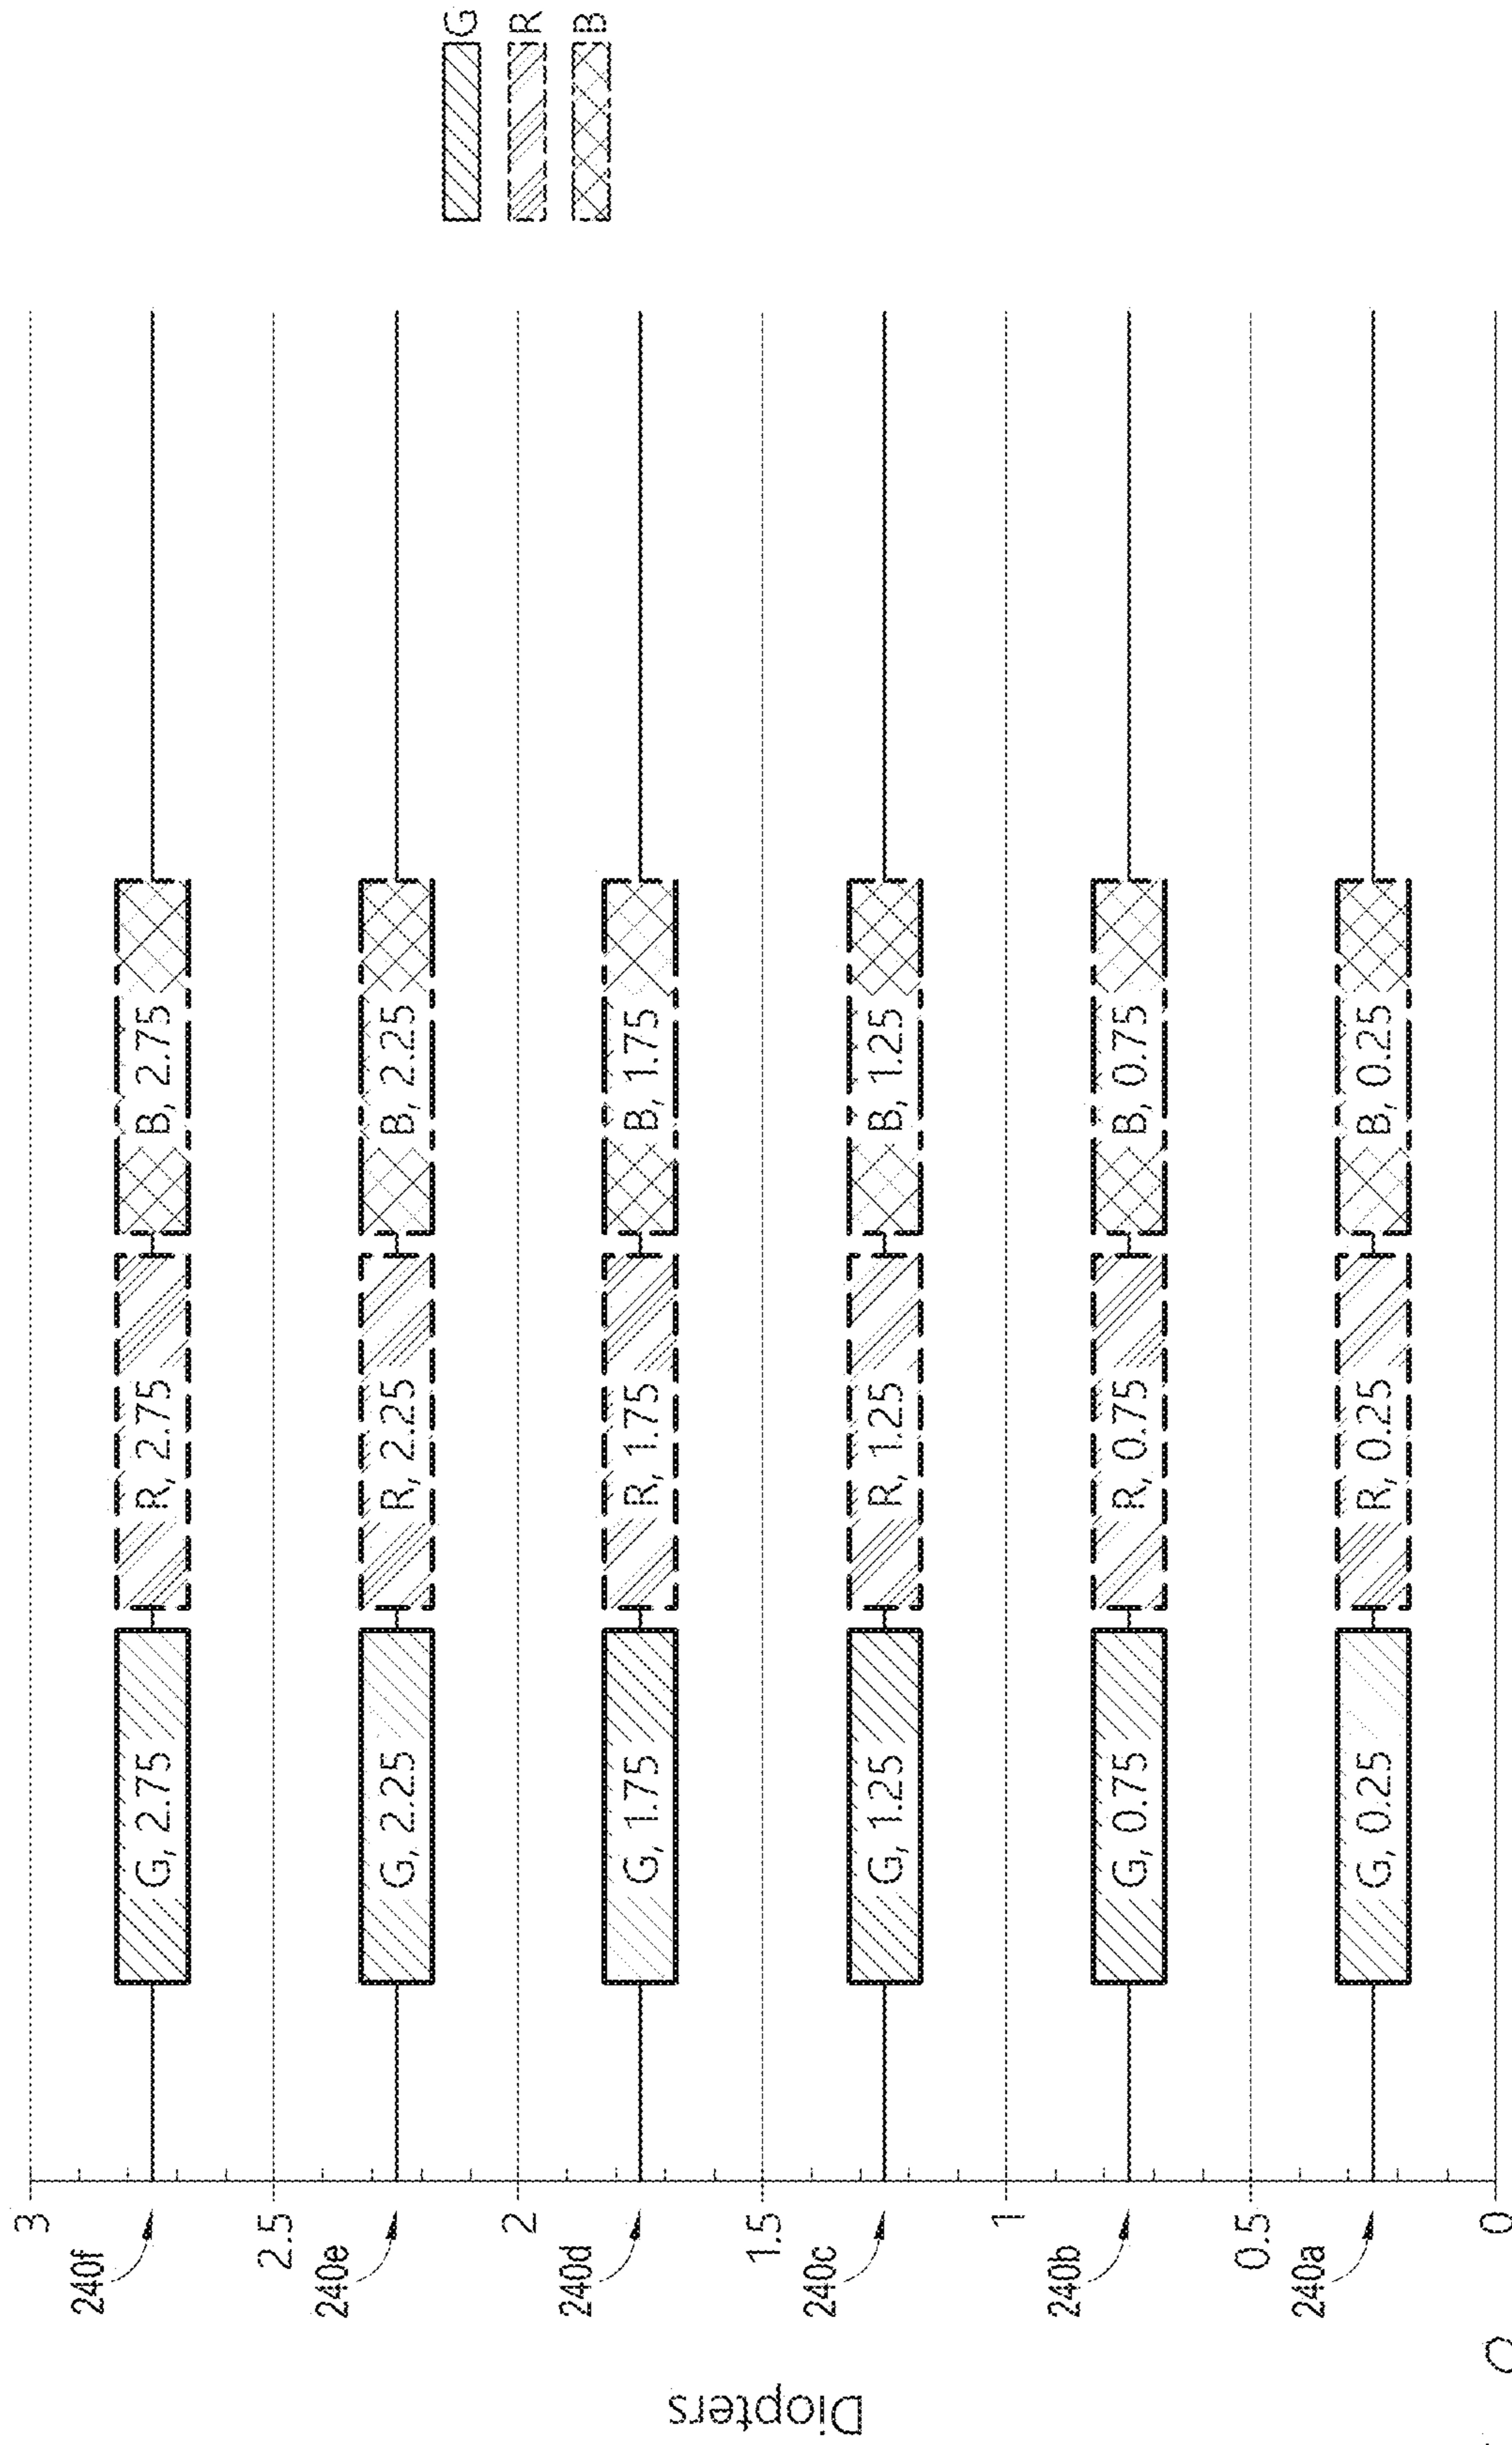 3
240f
G, 2.75 R, 2.75 B, 2.75
2.5
240e
G, 2.25 R, 2.25 B, 2.25
2
240d
G, 1.75 R, 1.75 B, 1.75
1.5
240c
G, 1.25 R, 1.25 B, 1.25
1
240b
G, 0.75 R, 0.75 B, 0.75
0.5
240a
G, 0.25 R, 0.25 B, 0.25
0
Diopters
G
R
B